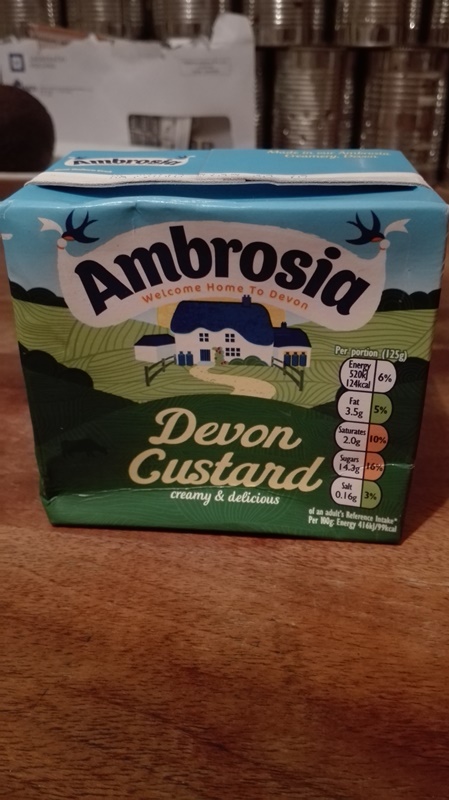 Ambrosia
Made in our Ambrosia
Creamery, Devon.
Ambrosia
Welcome Home To Devon
Per portion (125g)
Energy
520kJ
124kcal
6%
Fat
3.5g
5%
Saturates
2.0g
10%
Sugars
14.3g
16%
Salt
0.16g
3%
Devon
Custard
creamy & delicious
of an adult's Reference Intake*
Per 100g: Energy 416kJ/99kcal